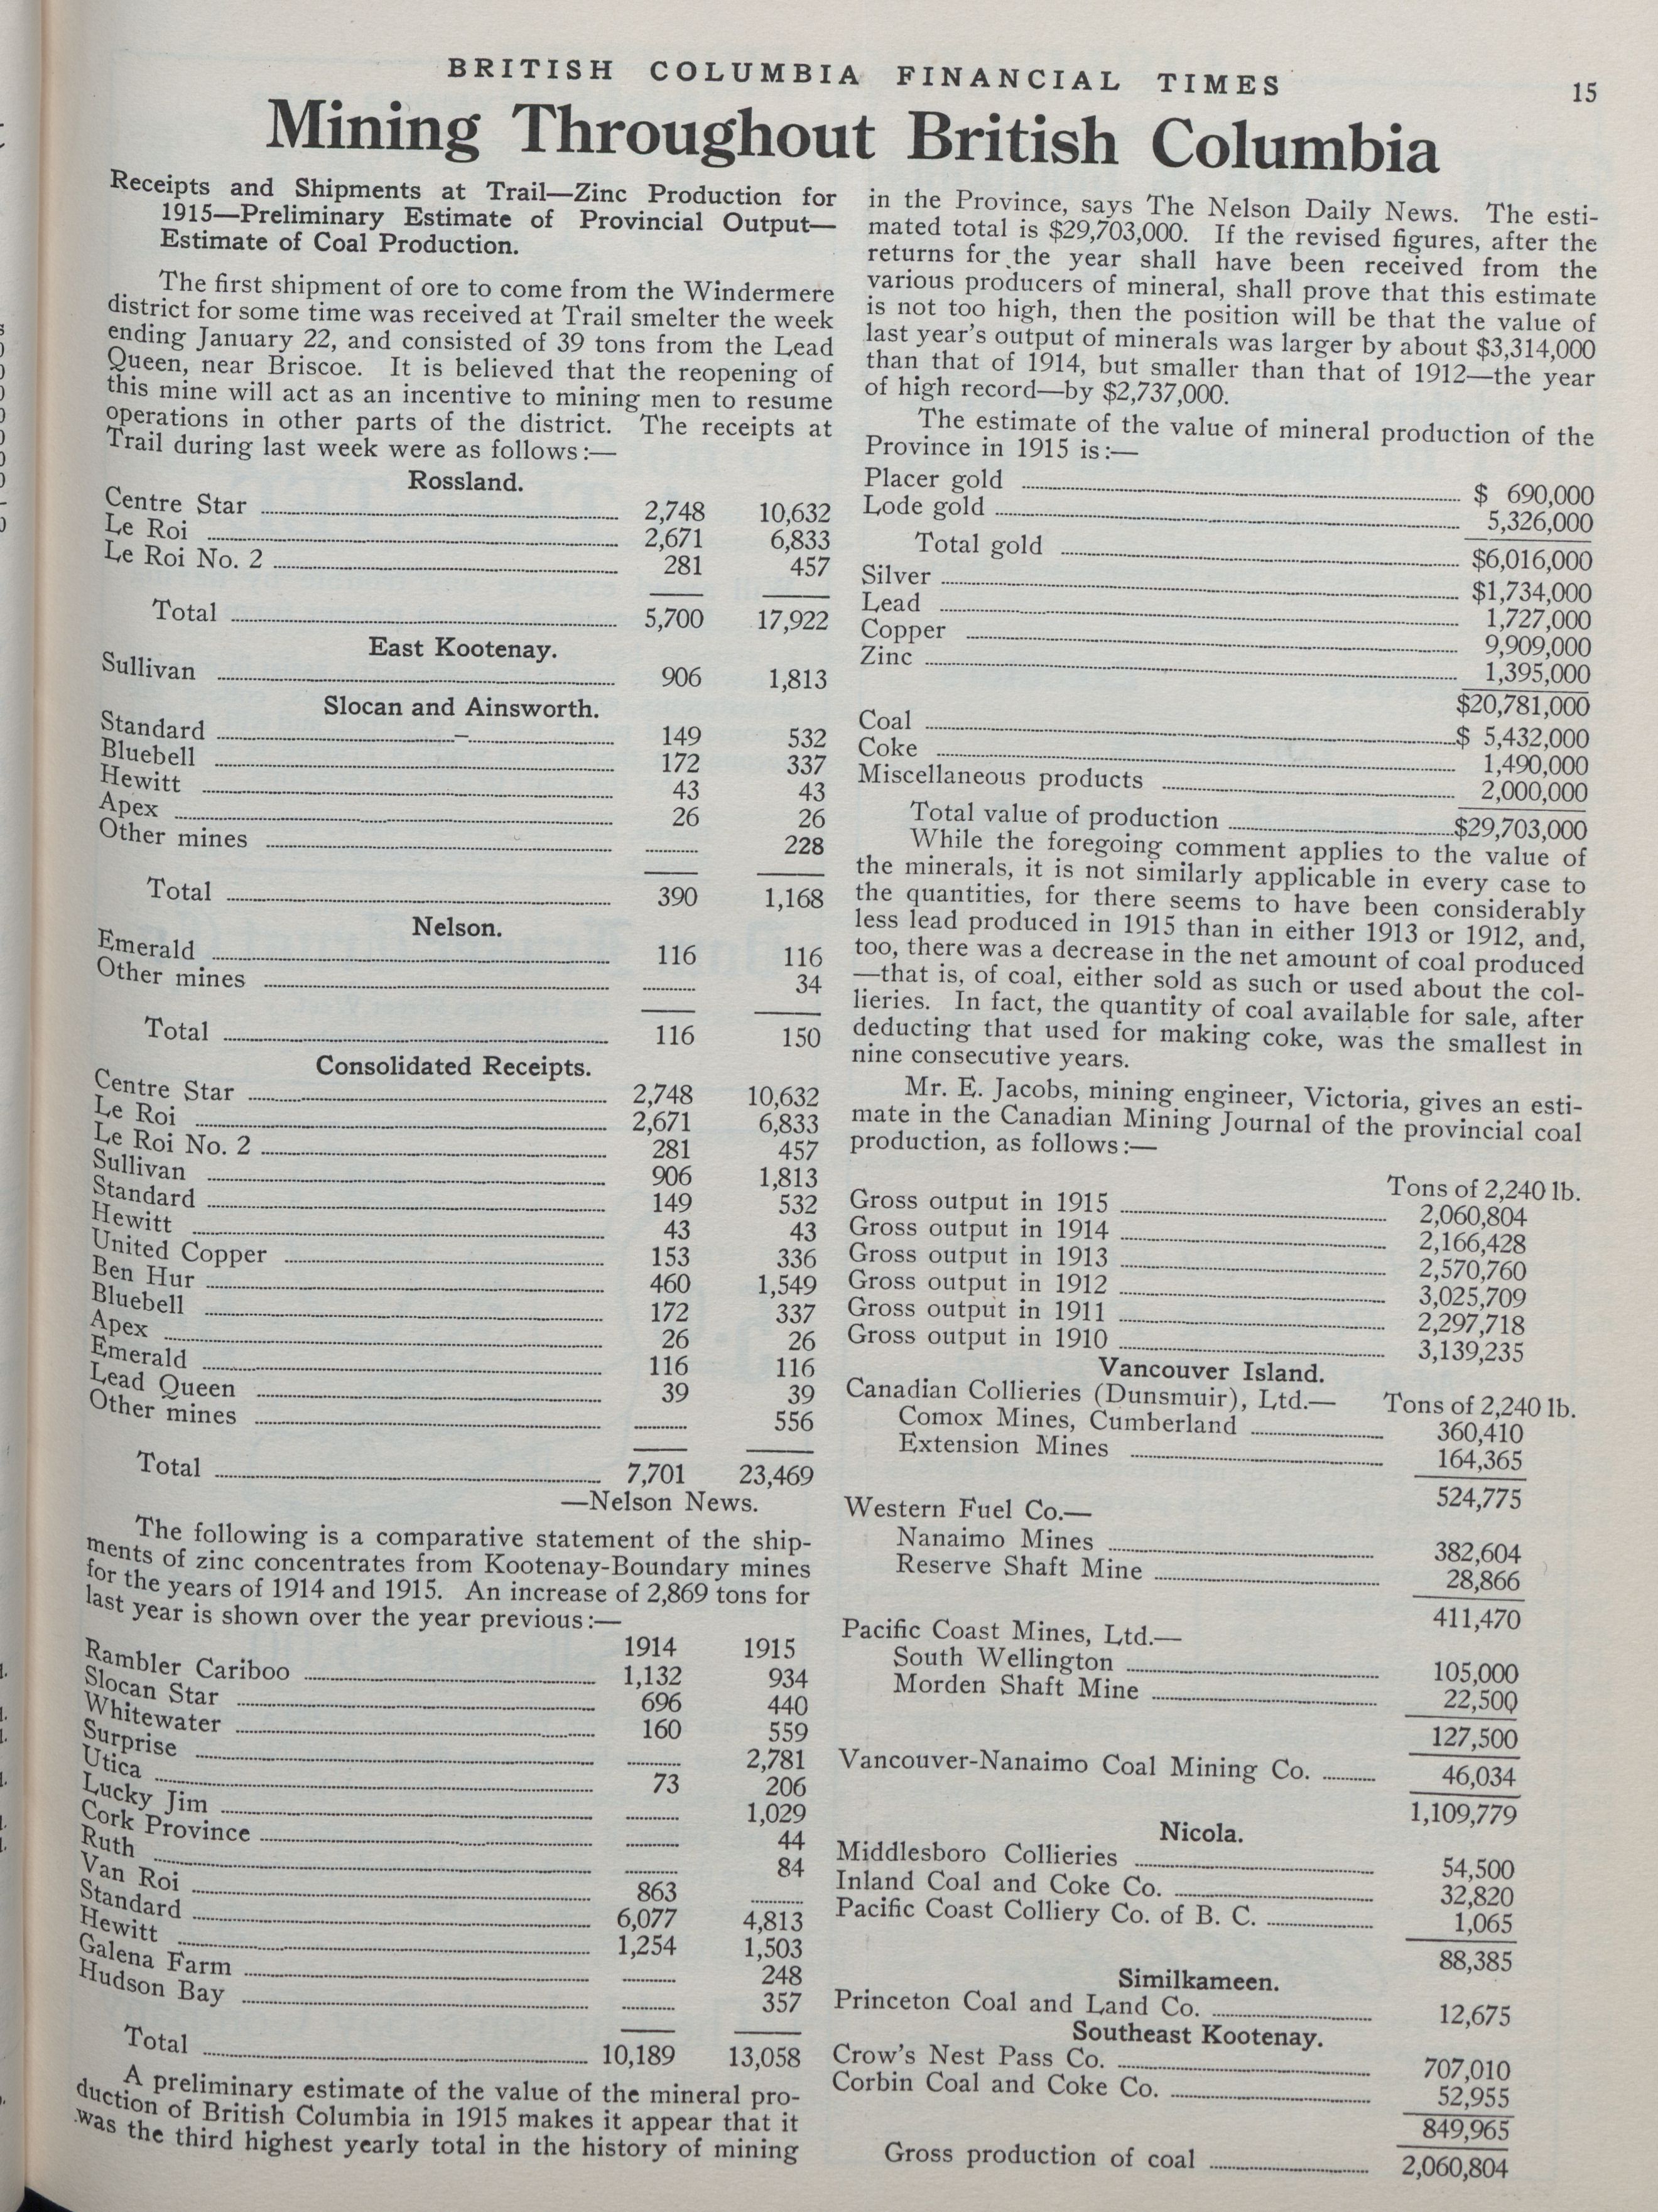 BRITISH COLUMBIA FINANCIAL TIMES
15
Mining Throughout British Columbia
Receipts and Shipments at Trail—Zinc Production for
1915—Preliminary Estimate of Provincial Output—
Estimate of Coal Production.
The first shipment of ore to come from the Windermere
district for some time was received at Trail smelter the week
ending January 22, and consisted of 39 tons from the Lead
Queen, near Briscoe. It is believed that the reopening of
this mine will act as an incentive to mining men to resume
operations in other parts of the district. The receipts at
Trail during last week were as follows:—
Rossland.
Centre Star 2,748 10,632
Le Roi 2,671 6,833
Le Roi No. 2 281 457
Total 5,700 17,922
East Kootenay.
Sullivan 906 1,813
Slocan and Ainsworth.
Standard 149 532
Bluebell 172 337
Hewitt 43 43
Apex 26 26
Other mines ........ 228
Total 390 1,168
Nelson.
Emerald 116 116
Other mines ........ 34
Total 116 150
Consolidated Receipts.
Centre Star 2,748 10,632
Le Roi 2,671 6,833
Le Roi No. 2 281 457
Sullivan 906 1,813
Standard 149 532
Hewitt 43 43
United Copper 153 336
Ben Hur 460 1,549
Bluebell 172 337
Apex 26 26
Emerald 116 116
Lead Queen 39 39
Other mines ........ 556
Total 7,701 23,469
—Nelson News.
The following is a comparative statement of the ship-
ments of zinc concentrates from Kootenay-Boundary mines
for the years of 1914 and 1915. An increase of 2,869 tons for
last year is shown over the year previous:—
1914 1915
Rambler Cariboo 1,132 934
Slocan Star 696 440
Whitewater 160 559
Surprise ........ 2,781
Utica 73 206
Lucky Jim ........ 1,029
Cork Province ........ 44
Ruth ........ 84
Van Roi 863 ........
Standard 6,077 4,813
Hewitt 1,254 1,503
Galena Farm ........ 248
Hudson Bay ........ 357
Total 10,189 13,058
A preliminary estimate of the value of the mineral pro-
duction of British Columbia in 1915 makes it appear that it
was the third highest yearly total in the history of mining
in the Province, says The Nelson Daily News. The esti-
mated total is $29,703,000. If the revised figures, after the
returns for the year shall have been received from the
various producers of mineral, shall prove that this estimate
is not too high, then the position will be that the value of
last year's output of minerals was larger by about $3,314,000
than that of 1914, but smaller than that of 1912—the year
of high record—by $2,737,000.
The estimate of the value of mineral production of the
Province in 1915 is:—
Placer gold $ 690,000
Lode gold 5,326,000
Total gold $6,016,000
Silver $1,734,000
Lead 1,727,000
Copper 9,909,000
Zinc 1,395,000
$20,781,000
Coal $ 5,432,000
Coke 1,490,000
Miscellaneous products 2,000,000
Total value of production $29,703,000
While the foregoing comment applies to the value of
the minerals, it is not similarly applicable in every case to
the quantities, for there seems to have been considerably
less lead produced in 1915 than in either 1913 or 1912, and,
too, there was a decrease in the net amount of coal produced
—that is, of coal, either sold as such or used about the col-
lieries. In fact, the quantity of coal available for sale, after
deducting that used for making coke, was the smallest in
nine consecutive years.
Mr. E. Jacobs, mining engineer, Victoria, gives an esti-
mate in the Canadian Mining Journal of the provincial coal
production, as follows:—
Tons of 2,240 lb.
Gross output in 1915 2,060,804
Gross output in 1914 2,166,428
Gross output in 1913 2,570,760
Gross output in 1912 3,025,709
Gross output in 1911 2,297,718
Gross output in 1910 3,139,235
Vancouver Island.
Canadian Collieries (Dunsmuir), Ltd.— Tons of 2,240 lb.
Comox Mines, Cumberland 360,410
Extension Mines 164,365
524,775
Western Fuel Co.—
Nanaimo Mines 382,604
Reserve Shaft Mine 28,866
411,470
Pacific Coast Mines, Ltd.—
South Wellington 105,000
Morden Shaft Mine 22,500
127,500
Vancouver-Nanaimo Coal Mining Co. 46,034
1,109,779
Nicola.
Middlesboro Collieries 54,500
Inland Coal and Coke Co. 32,820
Pacific Coast Colliery Co. of B. C. 1,065
88,385
Similkameen.
Princeton Coal and Land Co. 12,675
Southeast Kootenay.
Crow's Nest Pass Co. 707,010
Corbin Coal and Coke Co. 52,955
849,965
Gross production of coal 2,060,804